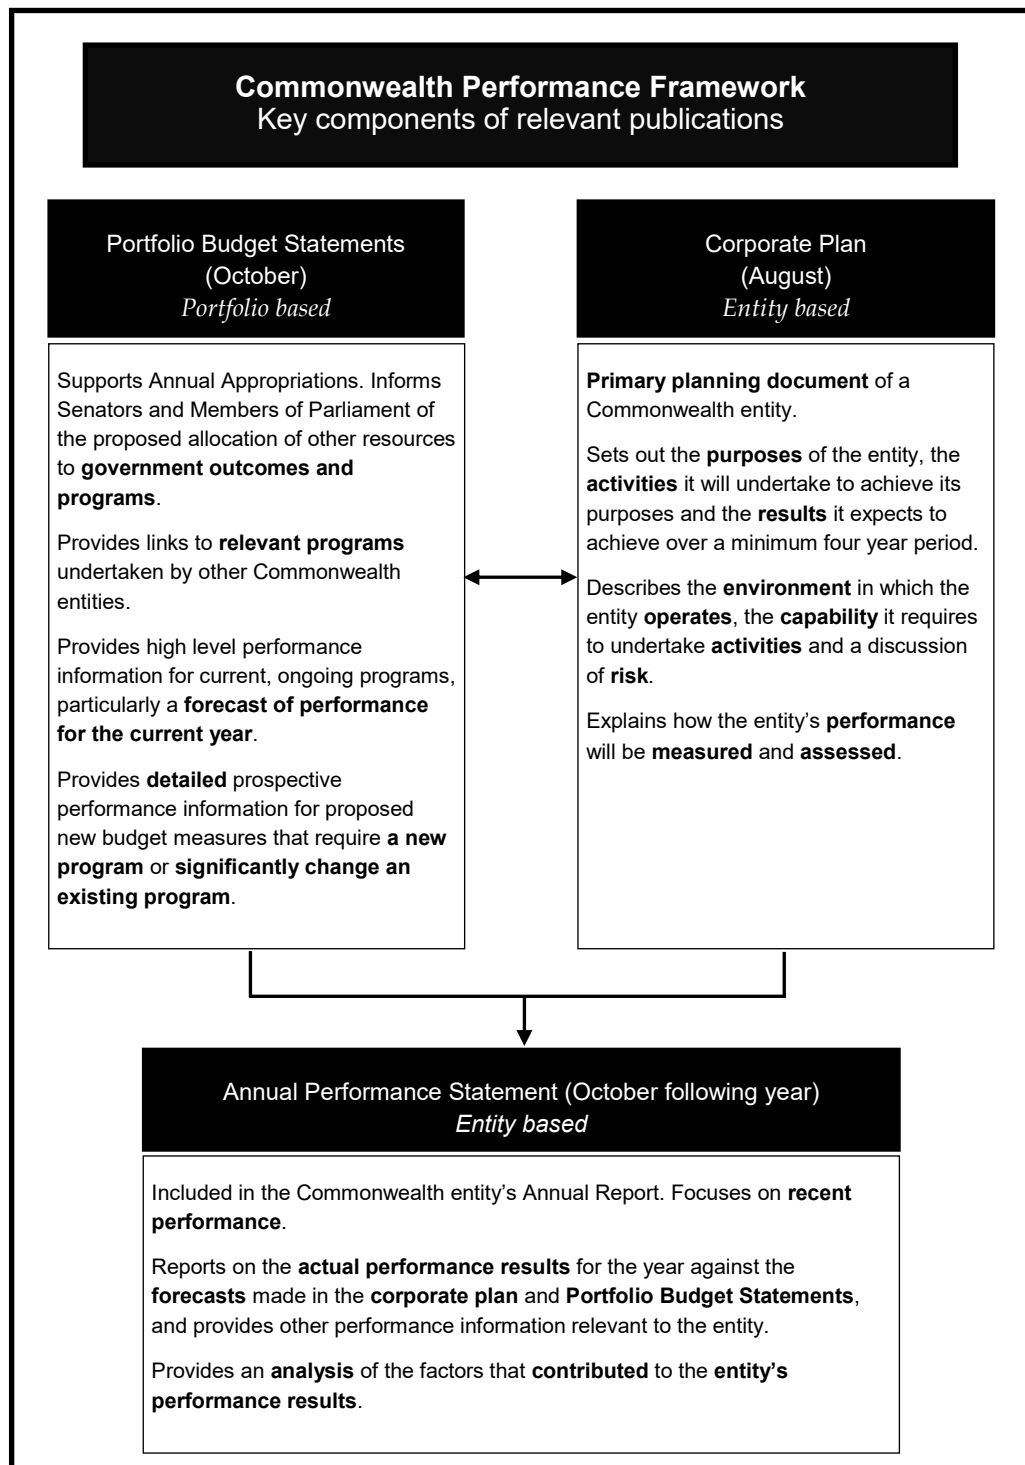 Commonwealth Performance Framework
Key components of relevant publications
Portfolio Budget Statements
(October)
Portfolio based
Supports Annual Appropriations. Informs
Senators and Members of Parliament of
the proposed allocation of other resources
to government outcomes and
programs.
Provides links to relevant programs
undertaken by other Commonwealth
entities.
Provides high level performance
information for current, ongoing programs,
particularly a forecast of performance
for the current year.
Provides detailed prospective
performance information for proposed
new budget measures that require a new
program or significantly change an
existing program.
Corporate Plan
(August)
Entity based
Primary planning document of a
Commonwealth entity.
Sets out the purposes of the entity, the
activities it will undertake to achieve its
purposes and the results it expects to
achieve over a minimum four year period.
Describes the environment in which the
entity operates, the capability it requires
to undertake activities and a discussion
of risk.
Explains how the entity’s performance
will be measured and assessed.
Annual Performance Statement (October following year)
Entity based
Included in the Commonwealth entity’s Annual Report. Focuses on recent
performance.
Reports on the actual performance results for the year against the
forecasts made in the corporate plan and Portfolio Budget Statements,
and provides other performance information relevant to the entity.
Provides an analysis of the factors that contributed to the entity’s
performance results.